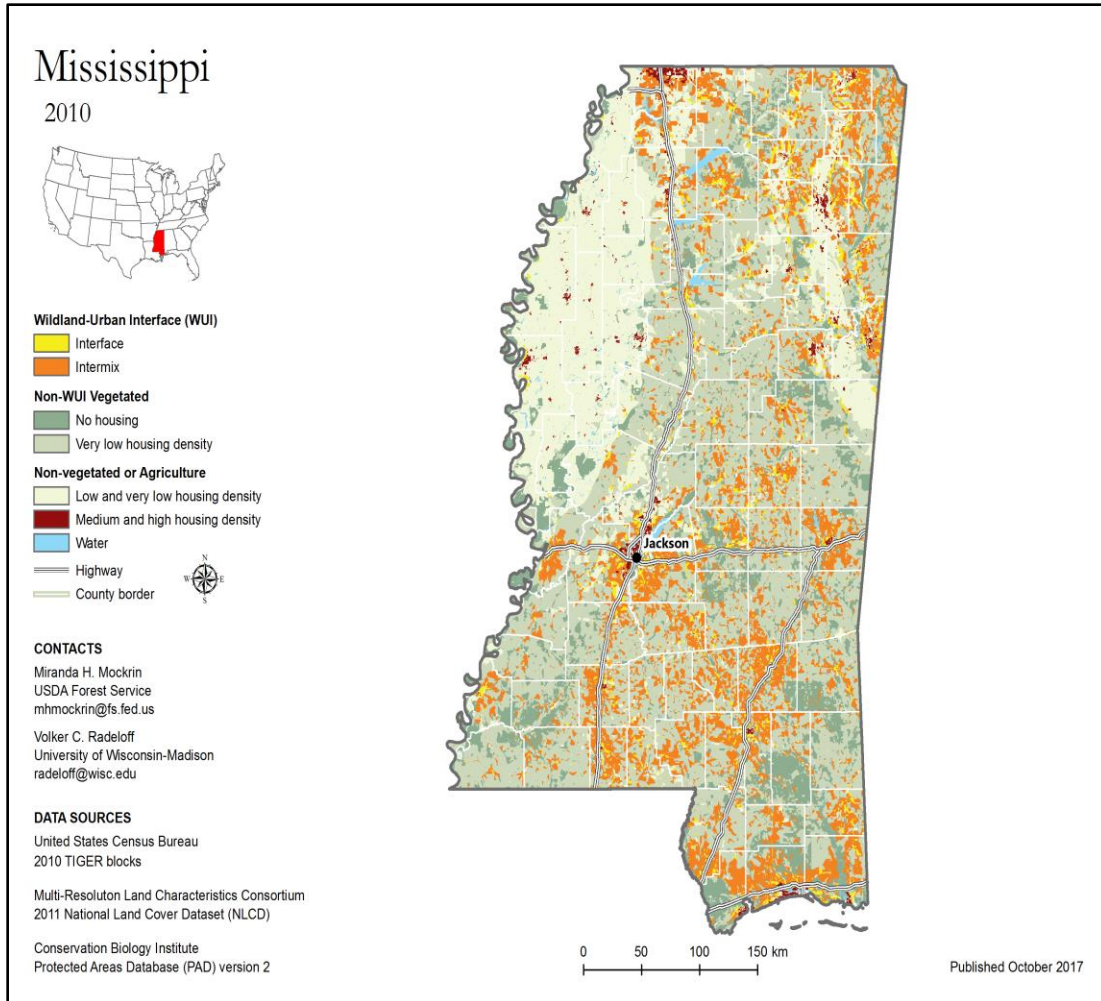 Mississippi
2010
Wildland-Urban Interface (WUI)
Interface
Intermix
Non-WUI Vegetated
No housing
Very low housing density
Non-vegetated or Agriculture
Low and very low housing density
Medium and high housing density
Water
Highway
County border
N
W E
S
CONTACTS
Miranda H. Mockrin
USDA Forest Service
mhmockrin@fs.fed.us
Volker C. Radeloff
University of Wisconsin-Madison
radeloff@wisc.edu
DATA SOURCES
United States Census Bureau
2010 TIGER blocks
Multi-Resoluton Land Characteristics Consortium
2011 National Land Cover Dataset (NLCD)
Conservation Biology Institute
Protected Areas Database (PAD) version 2
Jackson
0 50 100 150 km
Published October 2017